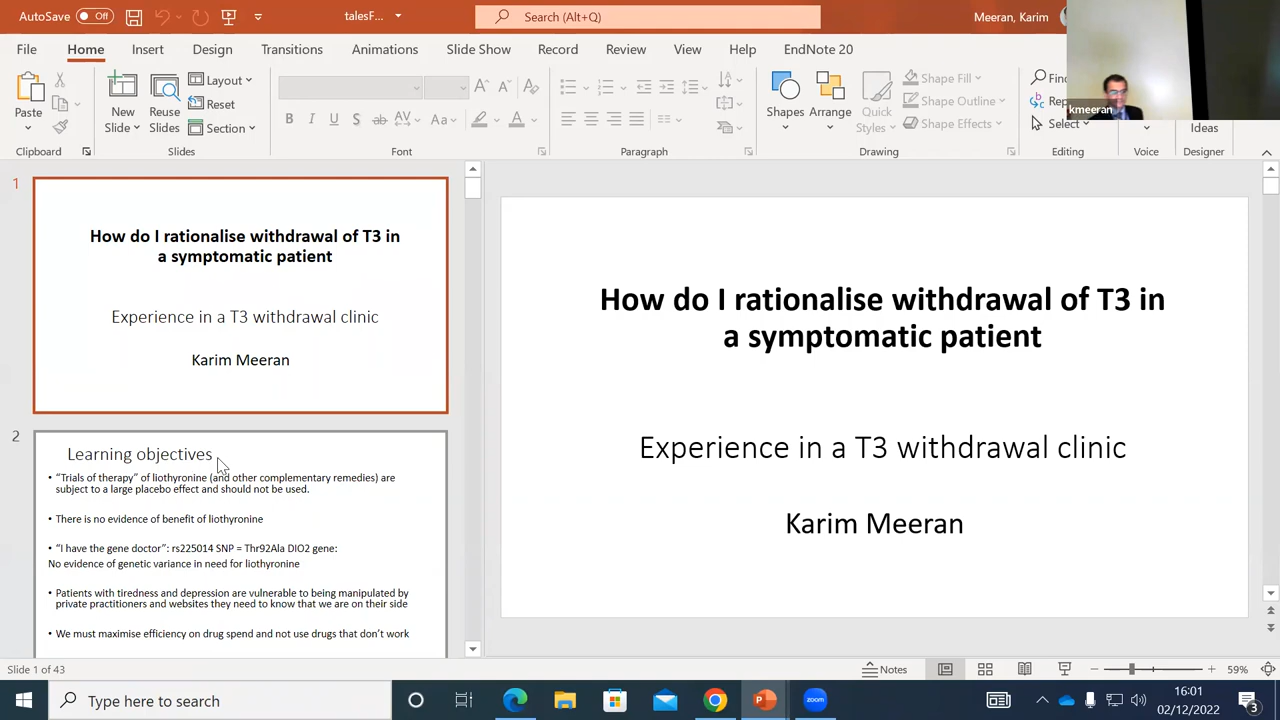 AutoSave
Off
talesF...
Search (Alt+Q)
Meeran, Karim
File
Home
Insert
Design
Transitions
Animations
Slide Show
Record
Review
View
Help
EndNote 20
kmeeran
Paste
New
Slides
Reuse
Slides
Layout
Reset
Section
B I U S ab AV Aa A
Shapes
Arrange
Quick
Styles
Shape Fill
Shape Outline
Shape Effects
Select
Ideas
Clipboard
Slides
Font
Paragraph
Drawing
Editing
Voice
Designer
1
How do I rationalise withdrawal of T3 in
a symptomatic patient
Experience in a T3 withdrawal clinic
Karim Meeran
2
Learning objectives
• “Trials of therapy” of liothyronine (and other complementary remedies) are
subject to a large placebo effect and should not be used.
• There is no evidence of benefit of liothyronine
• “I have the gene doctor”: rs225014 SNP = Thr92Ala DIO2 gene:
No evidence of genetic variance in need for liothyronine
• Patients with tiredness and depression are vulnerable to being manipulated by
private practitioners and websites they need to know that we are on their side
• We must maximise efficiency on drug spend and not use drugs that don’t work
How do I rationalise withdrawal of T3 in
a symptomatic patient
Experience in a T3 withdrawal clinic
Karim Meeran
Slide 1 of 43
Notes
59%
Type here to search
zoom
16:01
02/12/2022
3